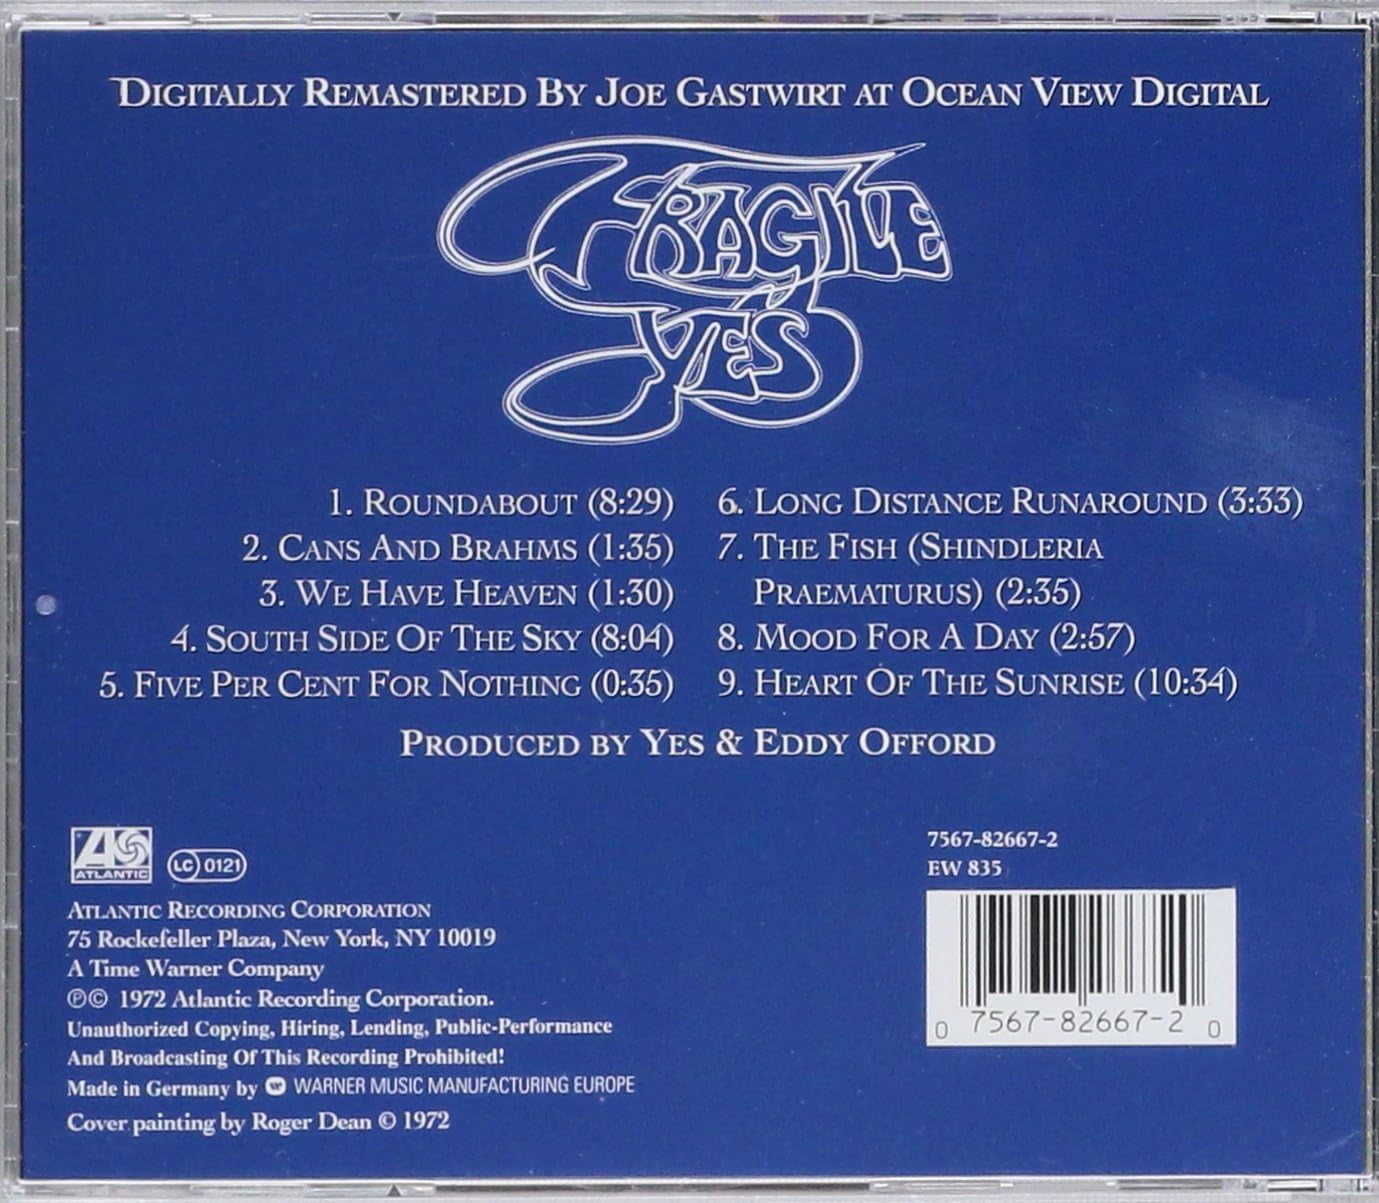 DIGITALLY REMASTERED BY JOE GASTWIRT AT OCEAN VIEW DIGITAL
FRAGILE
YES
1. ROUNDABOUT (8:29)
2. CANS AND BRAHMS (1:35)
3. WE HAVE HEAVEN (1:30)
4. SOUTH SIDE OF THE SKY (8:04)
5. FIVE PER CENT FOR NOTHING (0:35)
6. LONG DISTANCE RUNAROUND (3:33)
7. THE FISH (SHINDLERIA
PRAEMATURUS) (2:35)
8. MOOD FOR A DAY (2:57)
9. HEART OF THE SUNRISE (10:34)
PRODUCED BY YES & EDDY OFFORD
ATLANTIC
LC 0121
ATLANTIC RECORDING CORPORATION
75 Rockefeller Plaza, New York, NY 10019
A Time Warner Company
℗© 1972 Atlantic Recording Corporation.
Unauthorized Copying, Hiring, Lending, Public-Performance
And Broadcasting Of This Recording Prohibited!
Made in Germany by WARNER MUSIC MANUFACTURING EUROPE
Cover painting by Roger Dean © 1972
7567-82667-2
EW 835
0 7567-82667-2 0